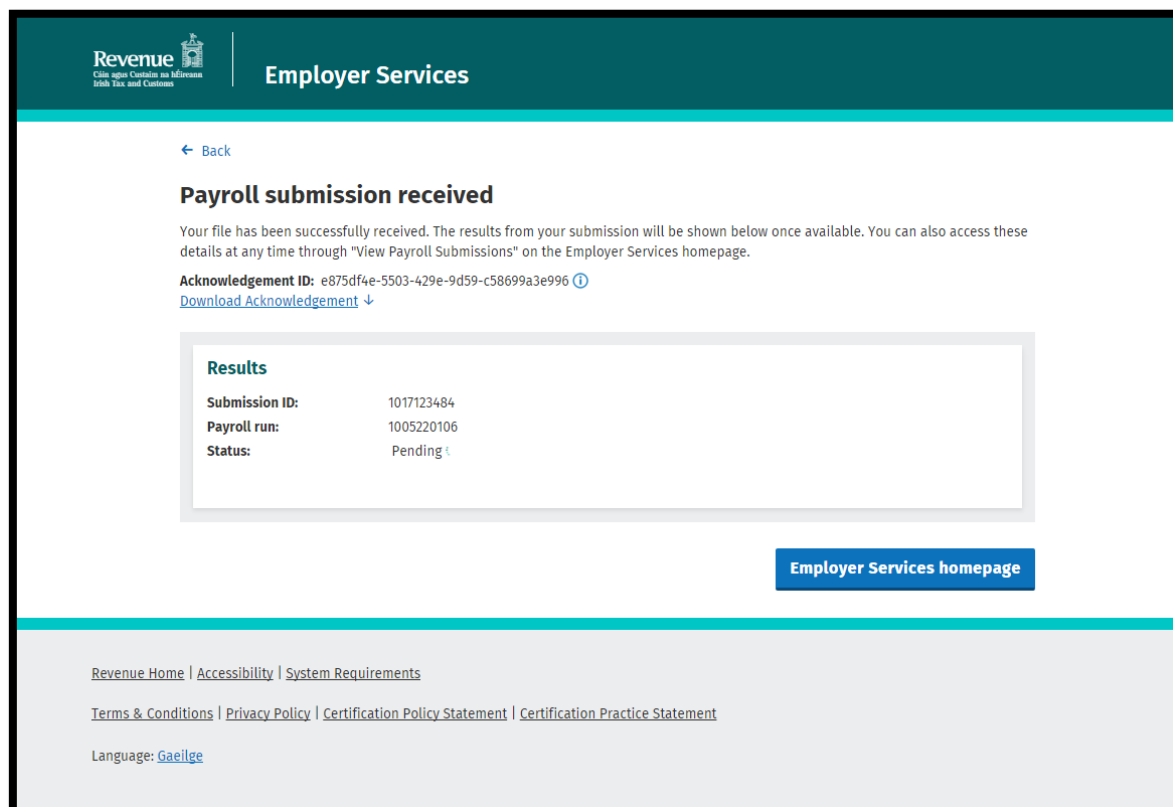 Revenue
Cáin agus Custaim na hÉireann
Irish Tax and Customs
Employer Services
← Back
Payroll submission received
Your file has been successfully received. The results from your submission will be shown below once available. You can also access these
details at any time through "View Payroll Submissions" on the Employer Services homepage.
Acknowledgement ID: e875df4e-5503-429e-9d59-c58699a3e996
Download Acknowledgement ↓
Results
Submission ID: 1017123484
Payroll run: 1005220106
Status: Pending
Employer Services homepage
Revenue Home | Accessibility | System Requirements
Terms & Conditions | Privacy Policy | Certification Policy Statement | Certification Practice Statement
Language: Gaeilge